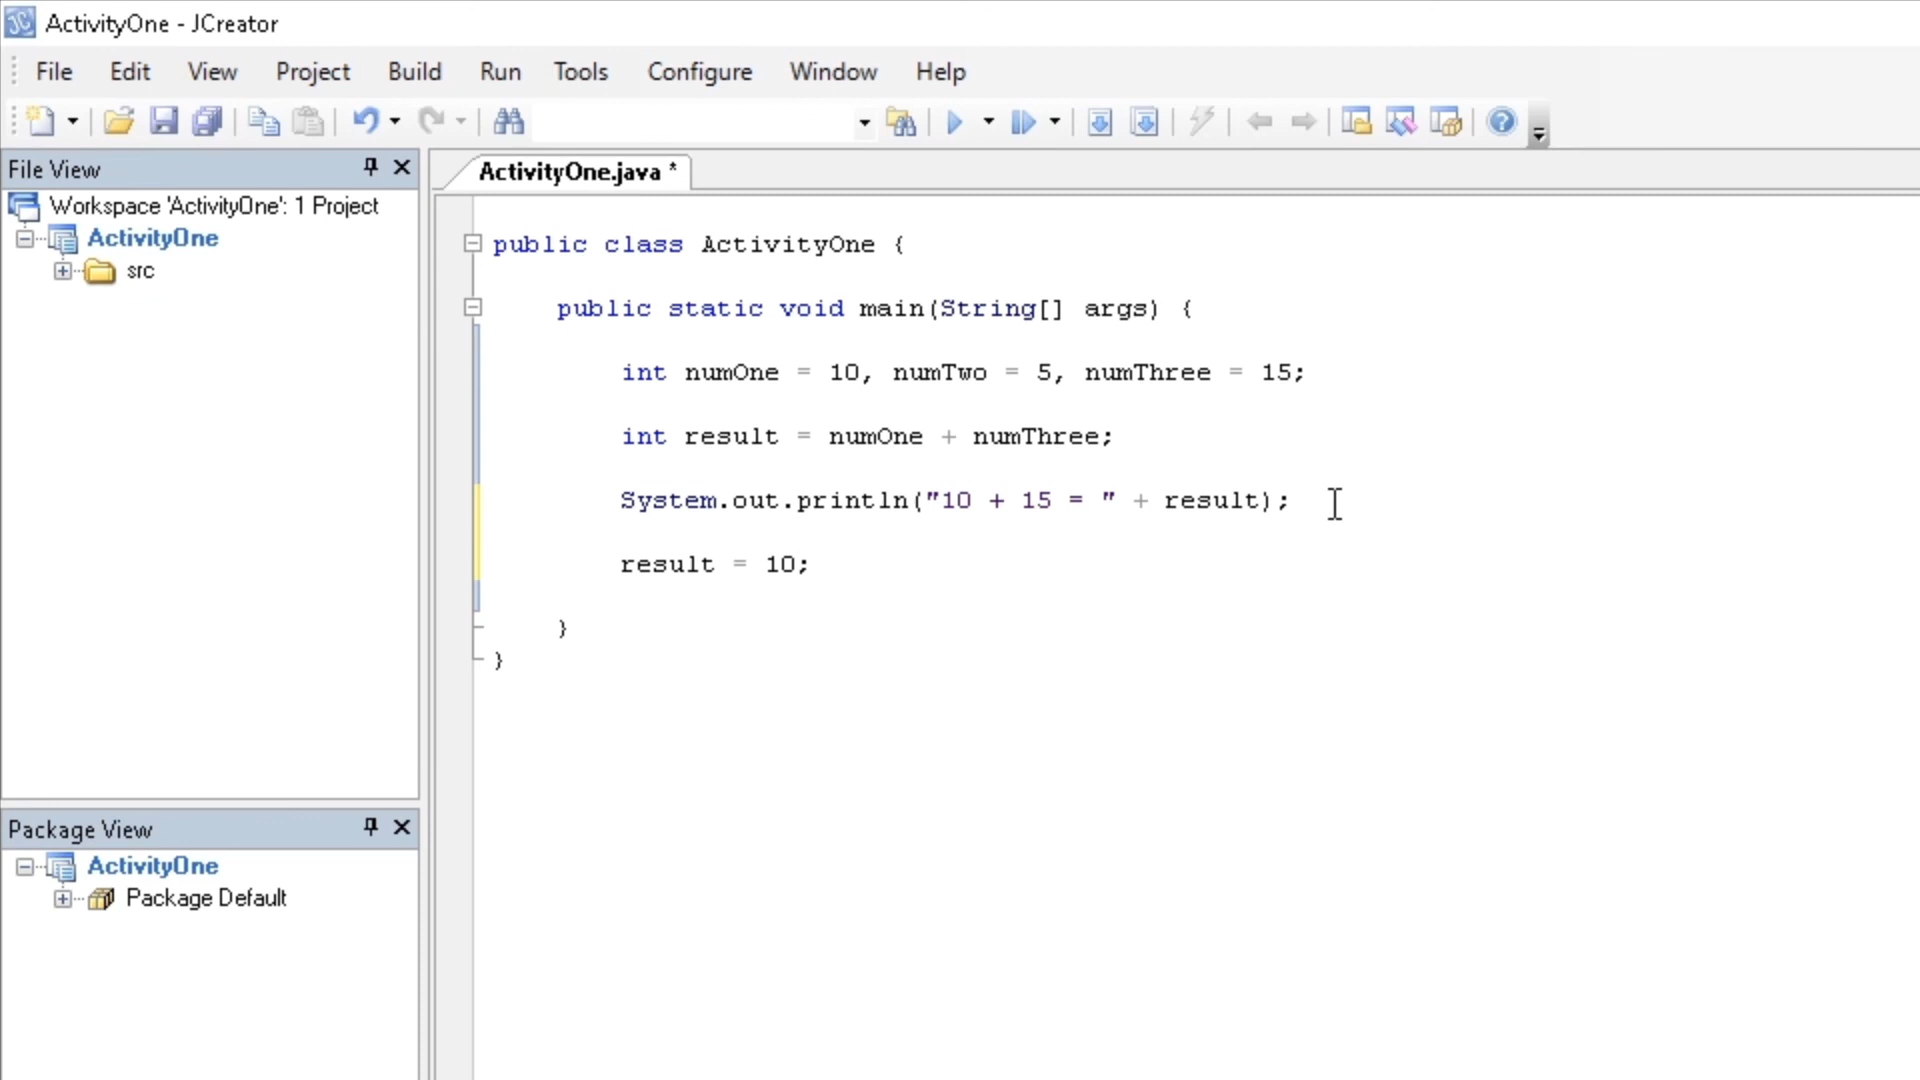 ActivityOne - JCreator
File Edit View Project Build Run Tools Configure Window Help
File View
Workspace 'ActivityOne': 1 Project
ActivityOne
src
ActivityOne.java *
public class ActivityOne {
public static void main(String[] args) {
int numOne = 10, numTwo = 5, numThree = 15;
int result = numOne + numThree;
System.out.println("10 + 15 = " + result);
result = 10;
}
}
Package View
ActivityOne
Package Default